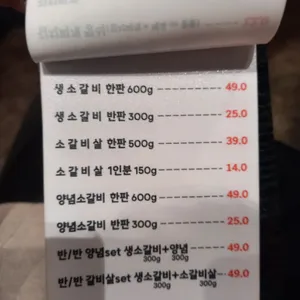 생 소 갈 비 한판 600g ---------- 49.0
생 소 갈 비 반판 300g ---------- 25.0
소 갈 비 살 한판 500g ---------- 39.0
소 갈 비 살 1인분 150g --------- 14.0
양념소갈비 한판 600g ---------- 49.0
양념소갈비 반판 300g ---------- 25.0
반/반 양념set 생소갈비+양념 ------ 49.0
300g 300g
반/반 갈비살set 생소갈비+소갈비살 -- 49.0
300g 300g